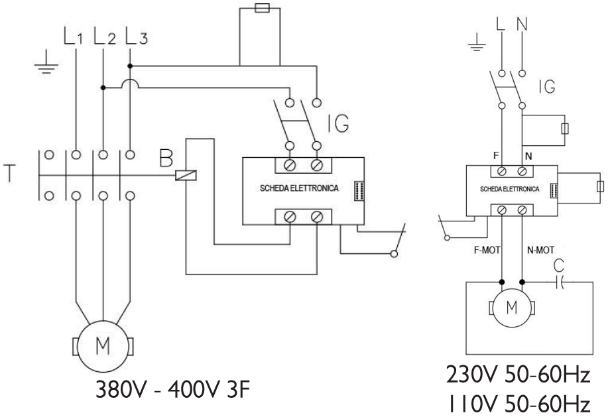 L1 L2 L3
IG
T
B
SCHEDA ELETTRONICA
M
380V - 400V 3F
L N
IG
F N
SCHEDA ELETTRONICA
F-MOT N-MOT
C
M
230V 50-60Hz
110V 50-60Hz